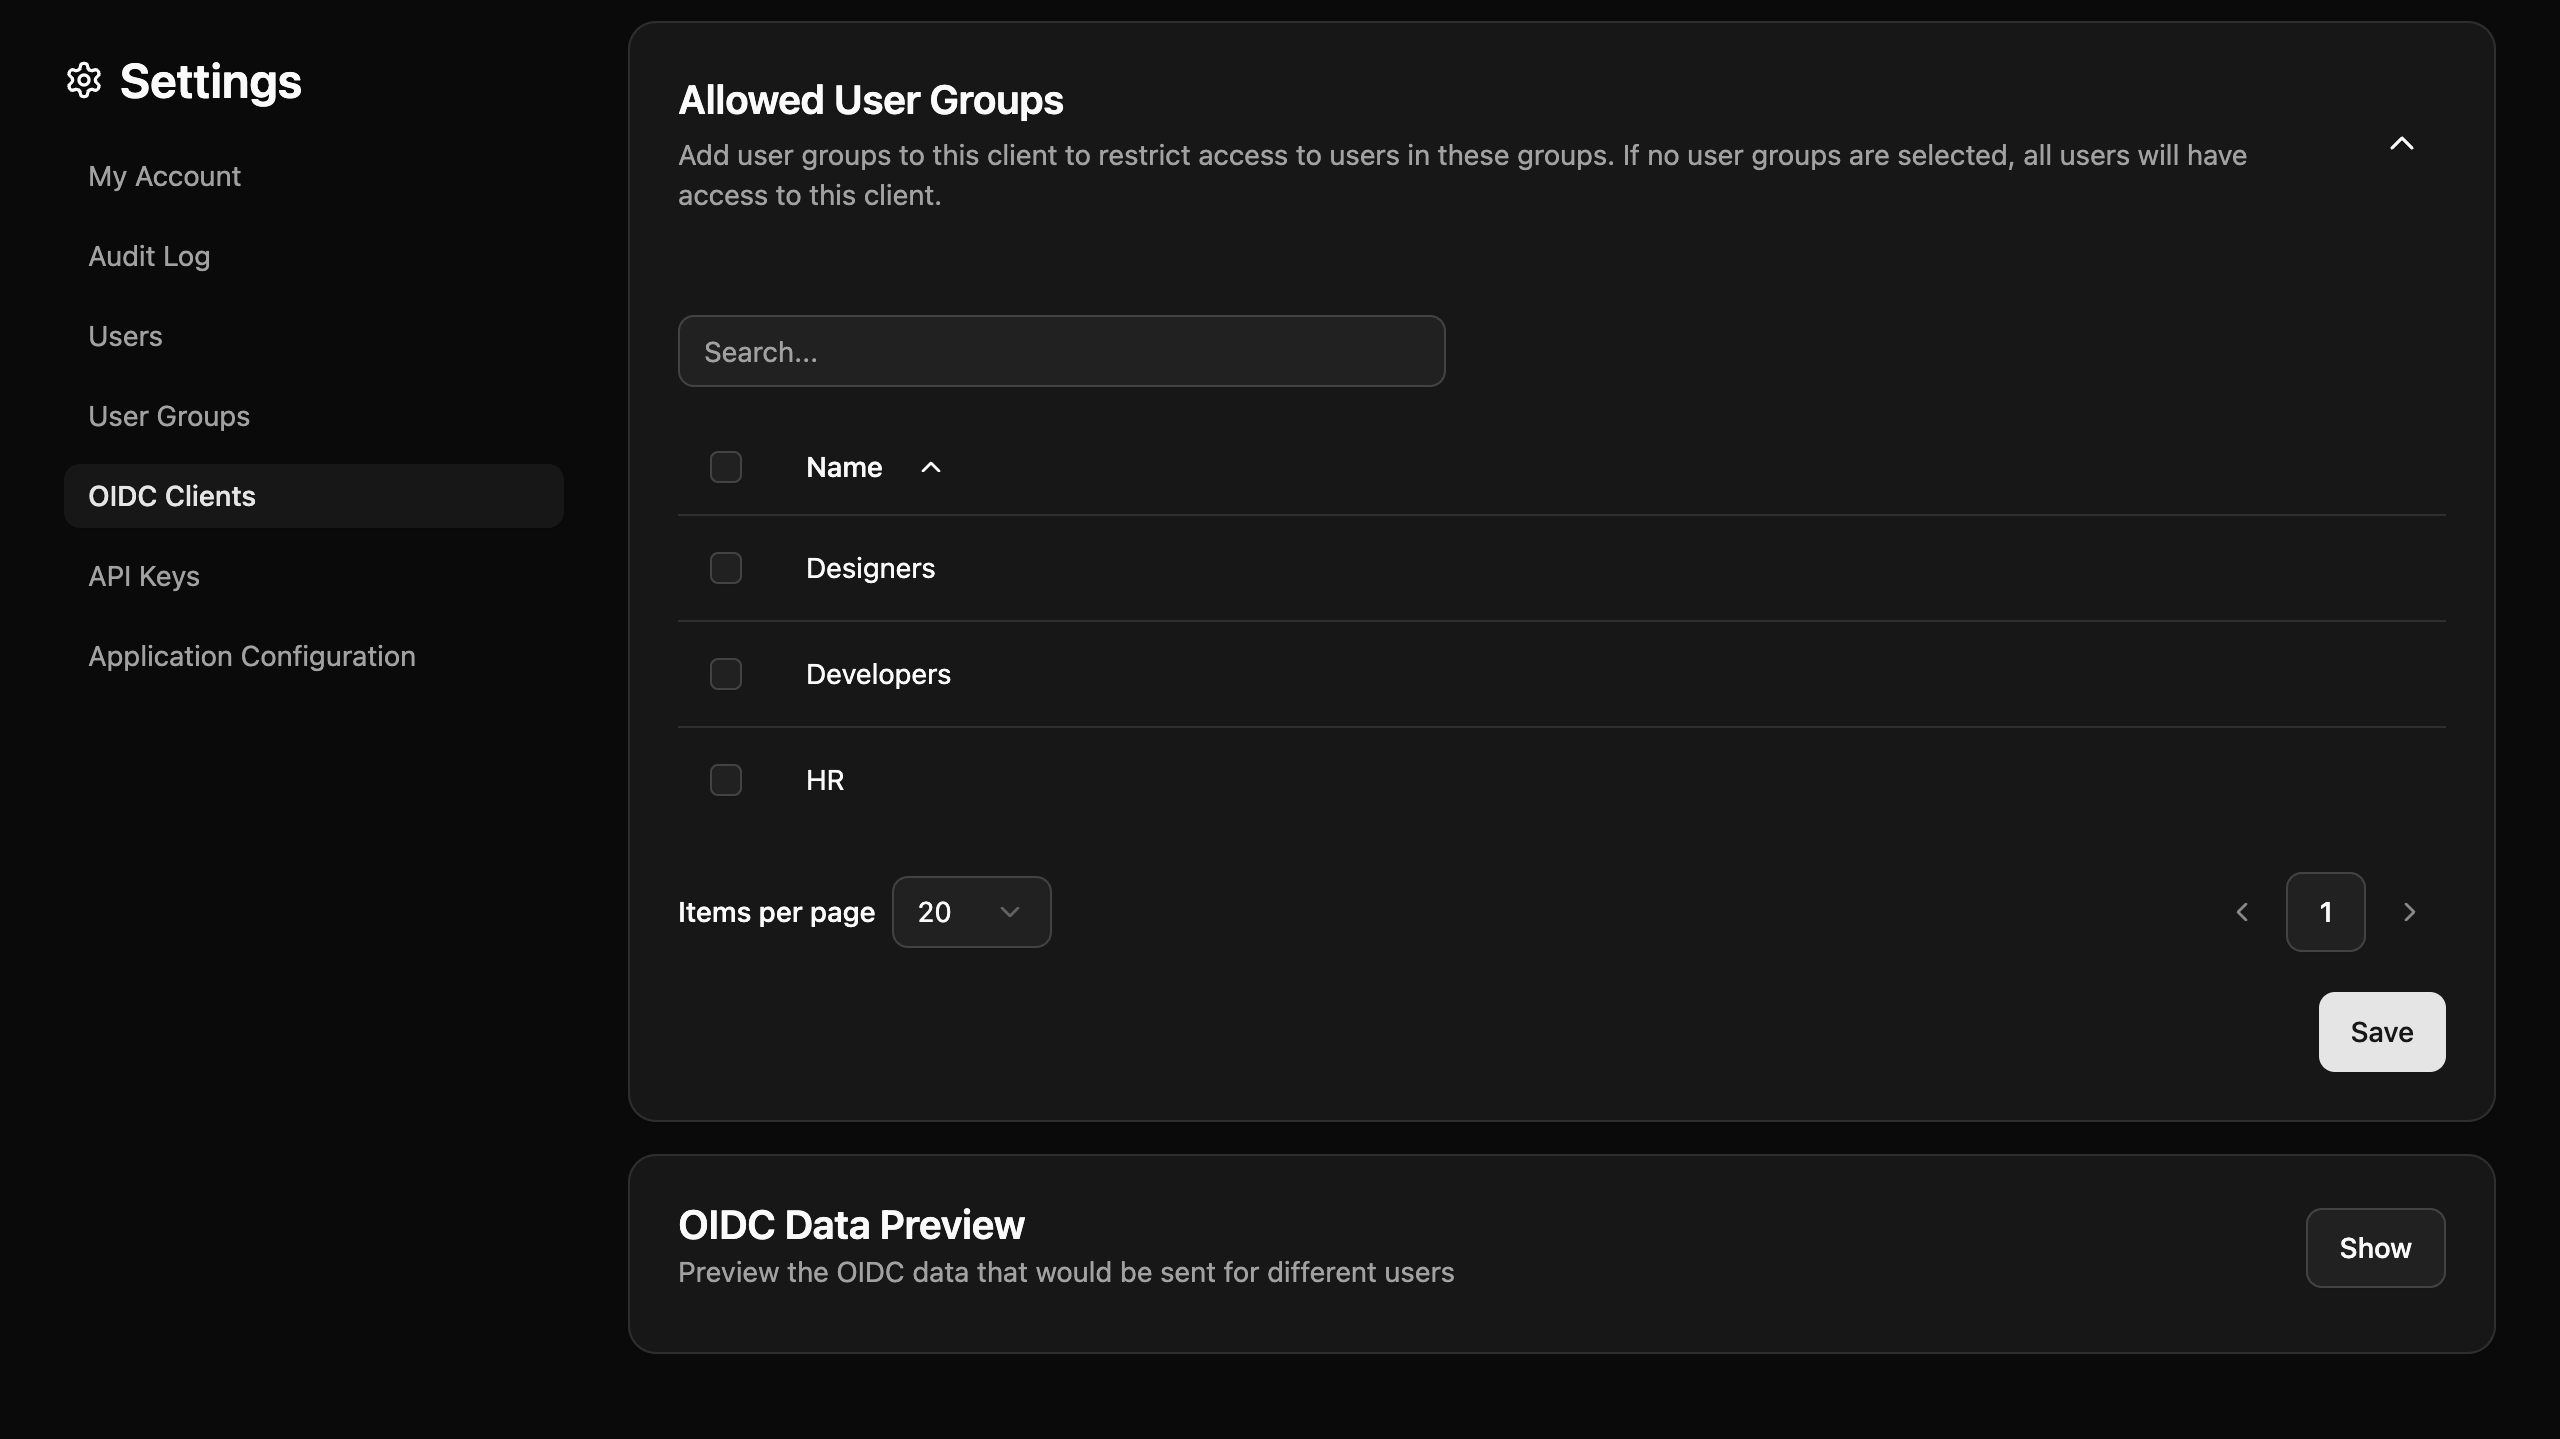 Settings
My Account
Audit Log
Users
User Groups
OIDC Clients
API Keys
Application Configuration
Allowed User Groups
Add user groups to this client to restrict access to users in these groups. If no user groups are selected, all users will have
access to this client.
Search...
Name
Designers
Developers
HR
Items per page 20
1
Save
OIDC Data Preview
Preview the OIDC data that would be sent for different users
Show